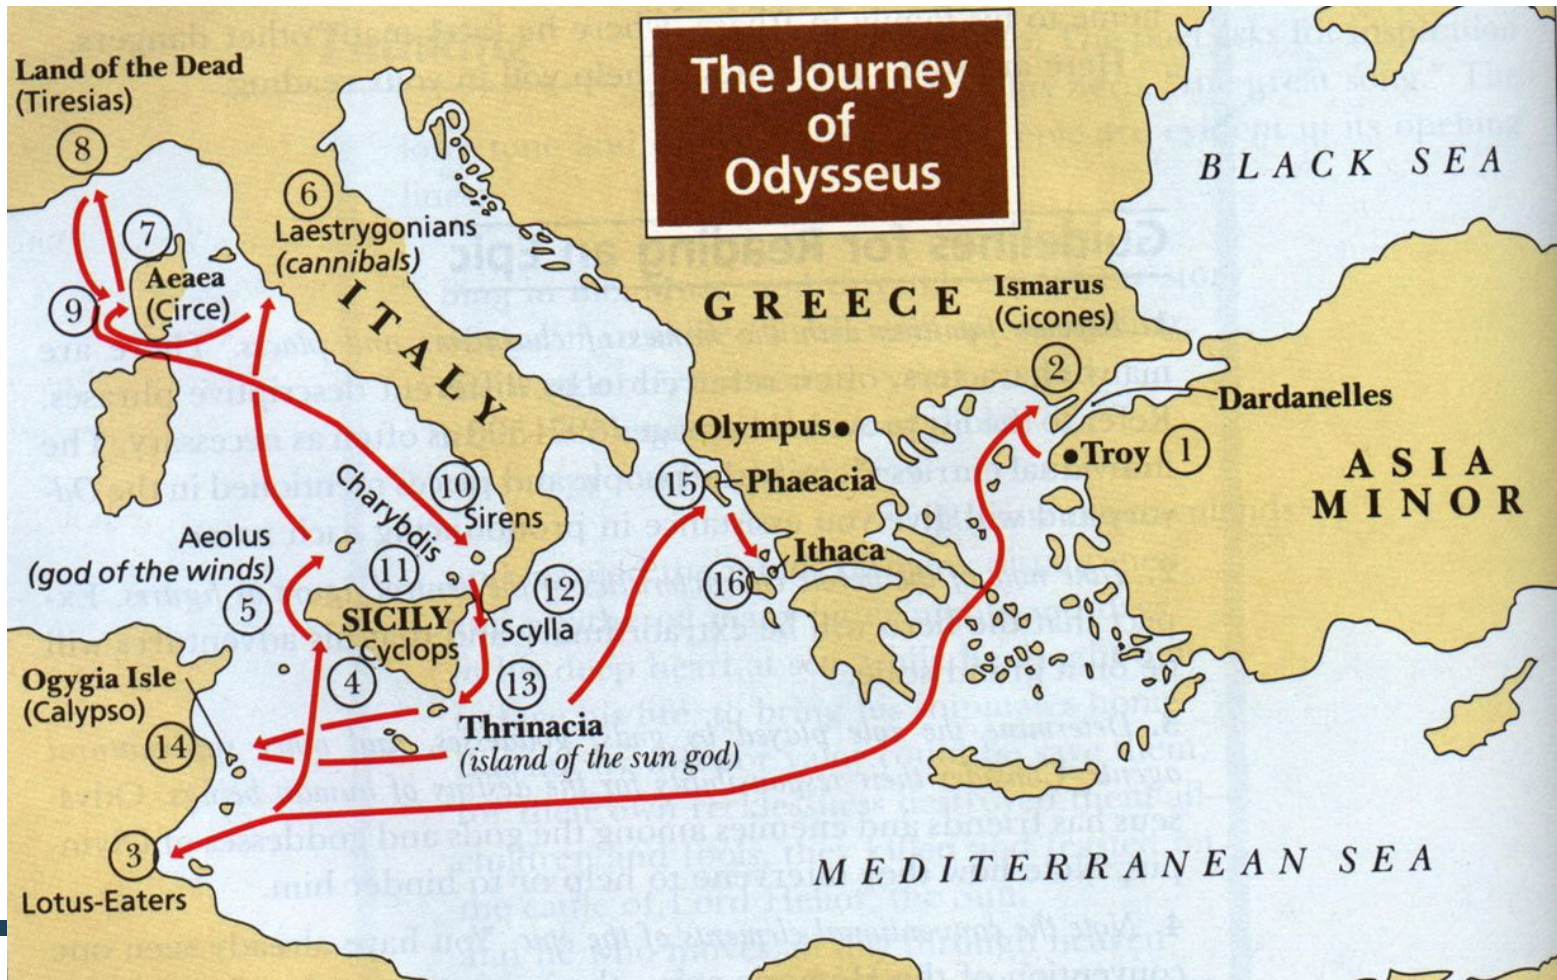 The Journey
of
Odysseus
Land of the Dead
(Tiresias)
8
BLACK SEA
6
Laestrygonians
(cannibals)
7
Aeaea
(Circe)
9
ITALY
GREECE
Ismarus
(Cicones)
2
Dardanelles
Olympus
Troy 1
ASIA
MINOR
15
Phaeacia
Charybdis
10
Sirens
Aeolus
(god of the winds)
5
11
12
Scylla
Ithaca
16
SICILY
Cyclops
4
13
Thrinacia
(island of the sun god)
Ogygia Isle
(Calypso)
14
3
Lotus-Eaters
MEDITERRANEAN SEA